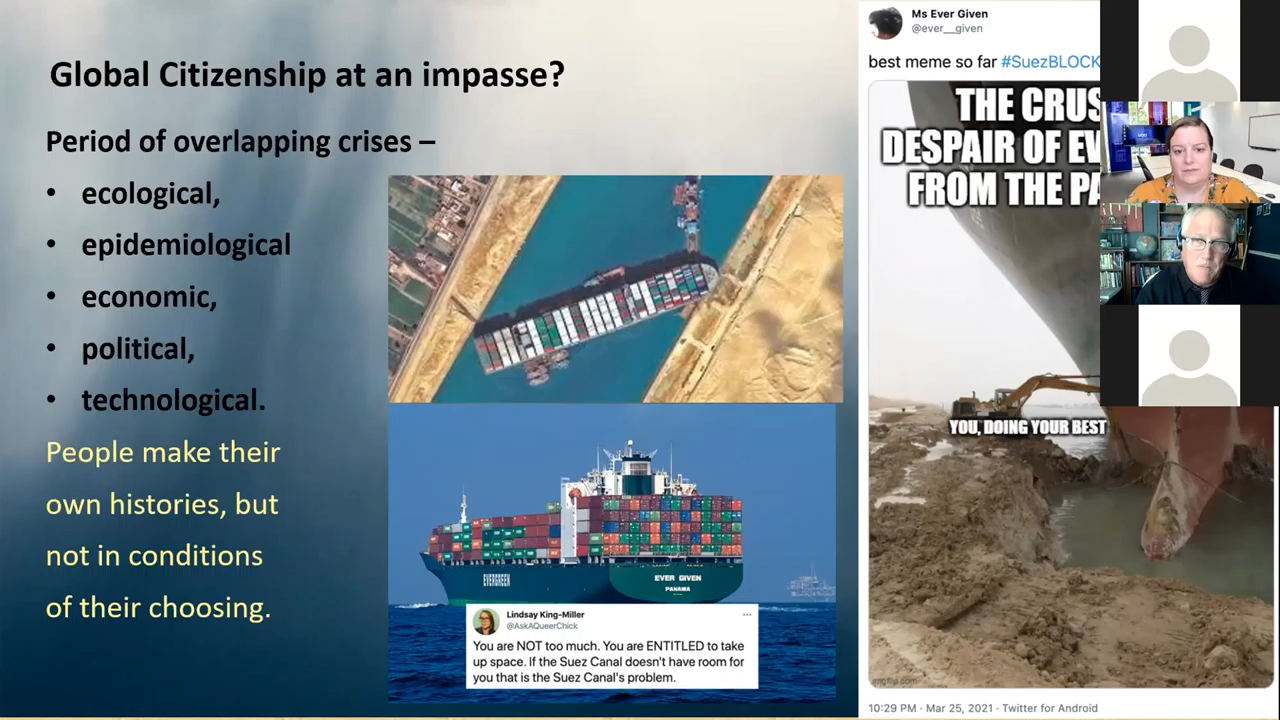 Global Citizenship at an impasse?
Period of overlapping crises –
• ecological,
• epidemiological
• economic,
• political,
• technological.
People make their
own histories, but
not in conditions
of their choosing.
EVERGREEN
EVER GIVEN
PANAMA
Lindsay King-Miller
@AskAQueerChick
You are NOT too much. You are ENTITLED to take
up space. If the Suez Canal doesn't have room for
you that is the Suez Canal's problem.
Ms Ever Given
@ever__given
best meme so far #SuezBLOCK
THE CRUS
DESPAIR OF EV
FROM THE PA
YOU, DOING YOUR BEST
imgflip.com
10:29 PM · Mar 25, 2021 · Twitter for Android